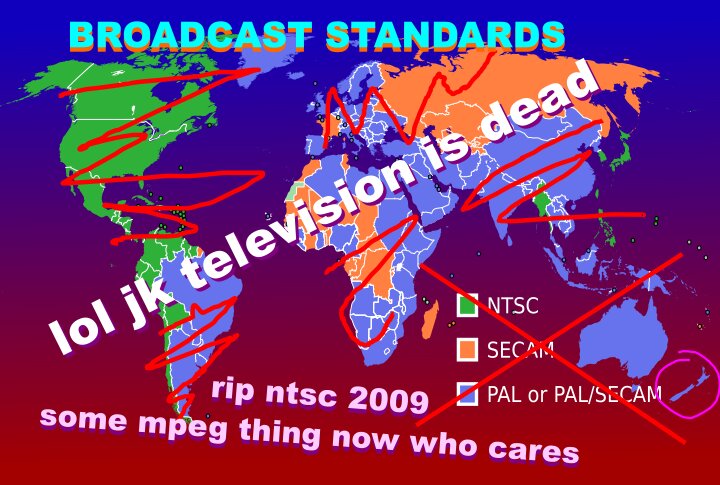 BROADCAST STANDARDS
lol jk television is dead
NTSC
SECAM
PAL or PAL/SECAM
rip ntsc 2009
some mpeg thing now who cares